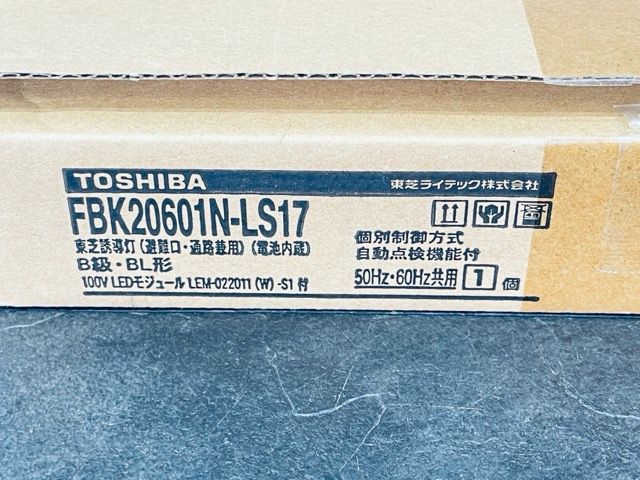 TOSHIBA 東芝ライテック株式会社
FBK20601N-LS17
東芝誘導灯(避難口・通路兼用)(電池内蔵) 個別制御方式
B級・BL形 自動点検機能付
100V LEDモジュール LEM-022011 (W) -S1 付 50Hz・60Hz共用 1 個